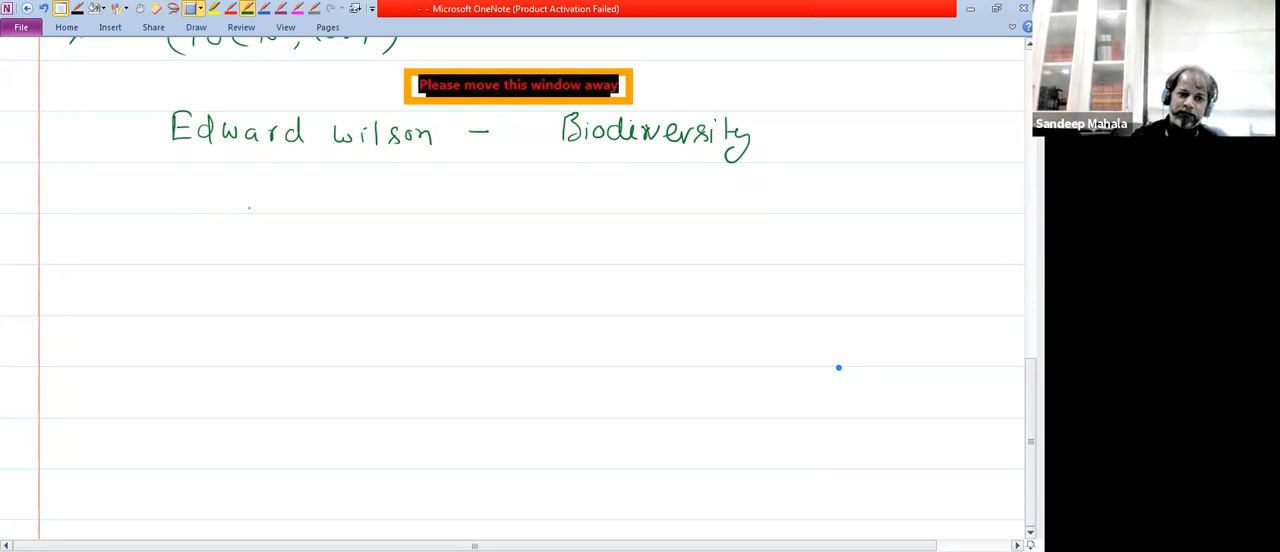 - - Microsoft OneNote (Product Activation Failed)
File Home Insert Share Draw Review View Pages
Please move this window away
Edward wilson - Biodiversity
Sandeep Mahala